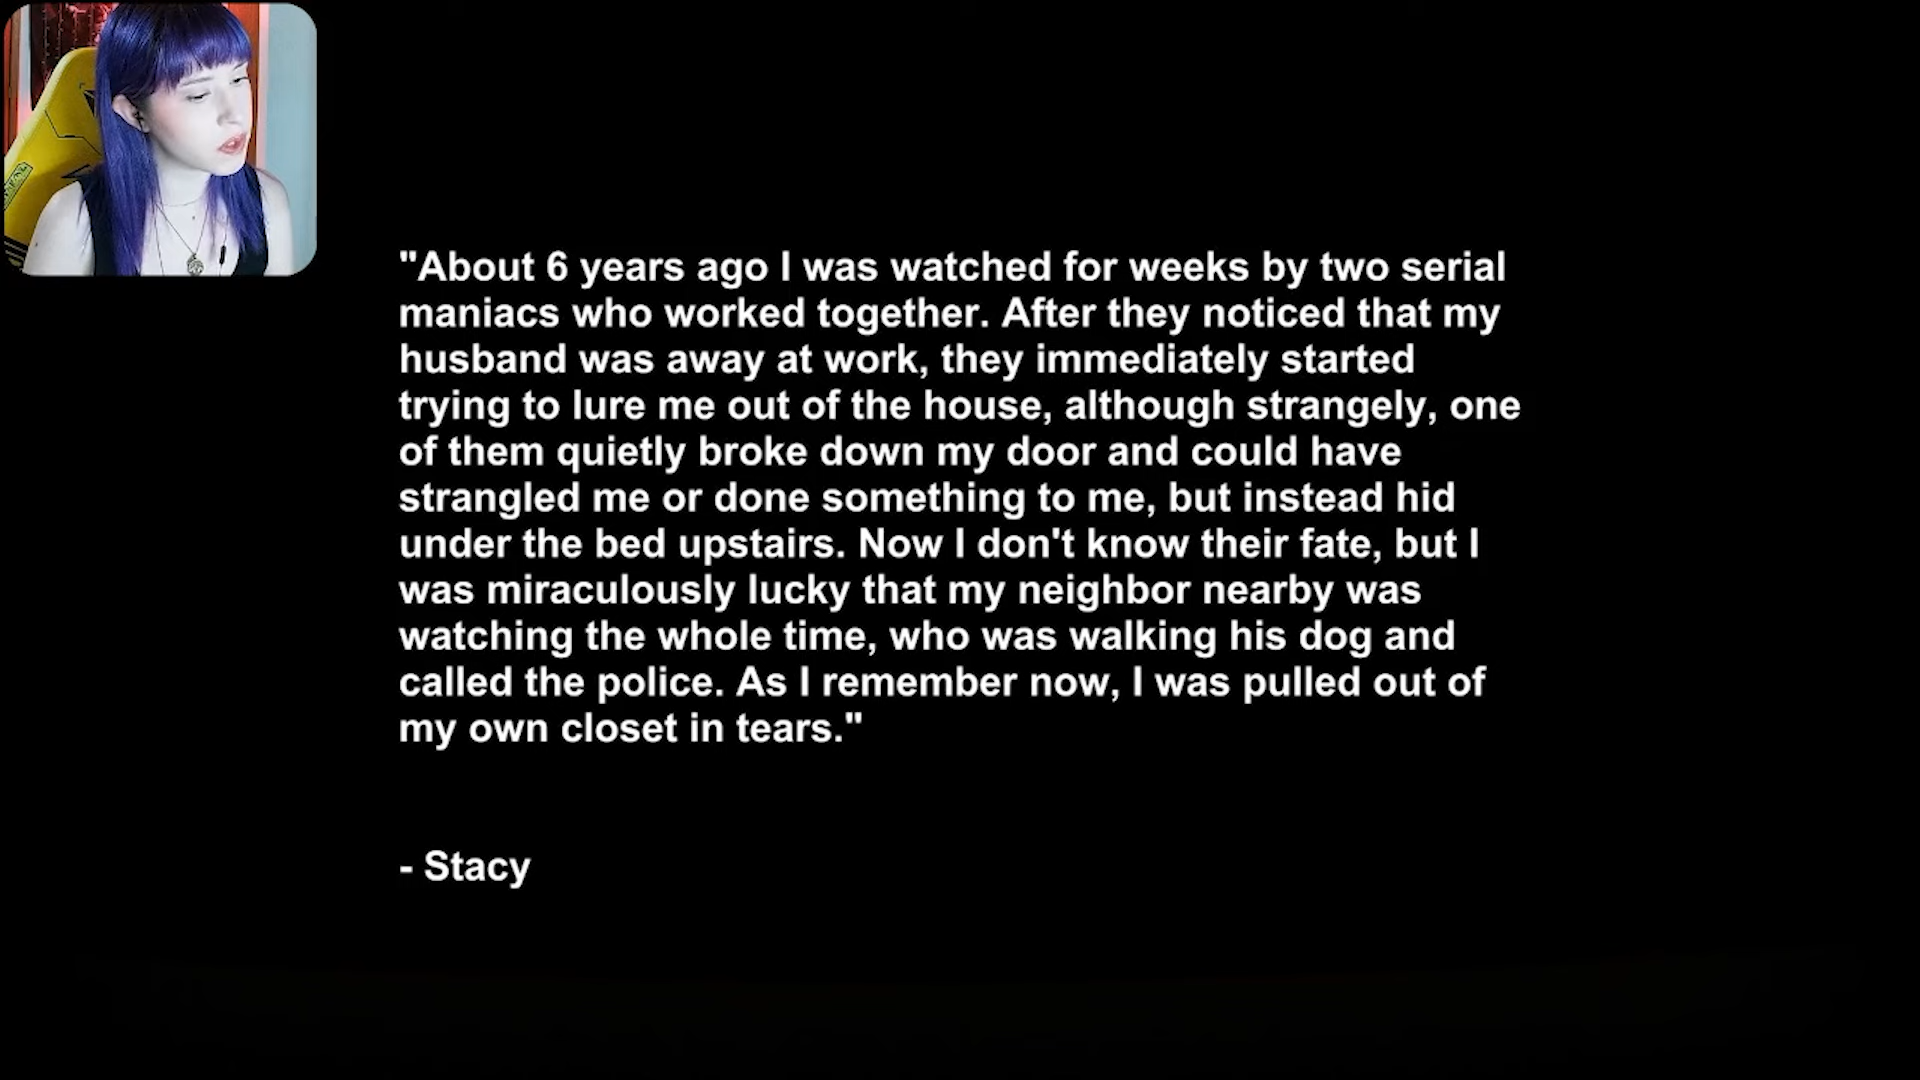 "About 6 years ago I was watched for weeks by two serial
maniacs who worked together. After they noticed that my
husband was away at work, they immediately started
trying to lure me out of the house, although strangely, one
of them quietly broke down my door and could have
strangled me or done something to me, but instead hid
under the bed upstairs. Now I don't know their fate, but I
was miraculously lucky that my neighbor nearby was
watching the whole time, who was walking his dog and
called the police. As I remember now, I was pulled out of
my own closet in tears."
- Stacy